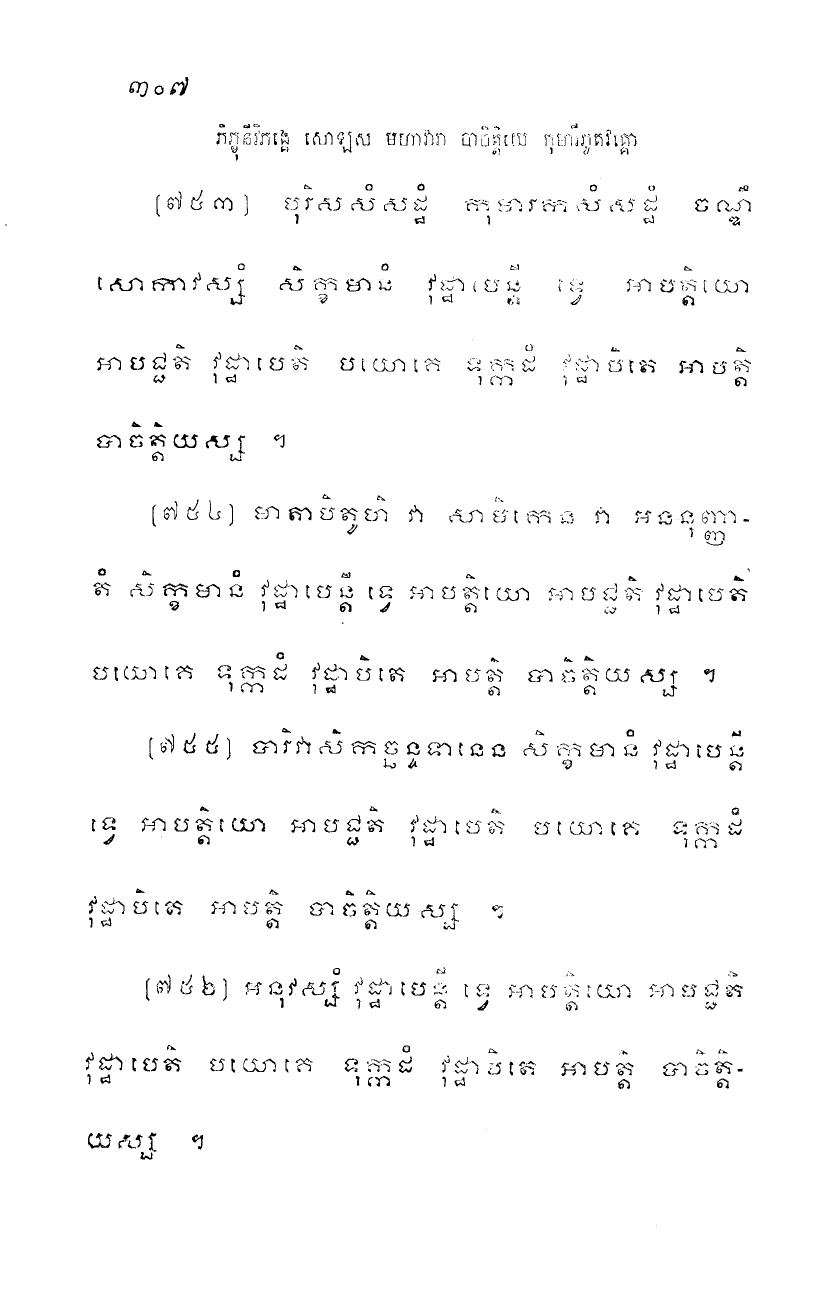 ៣០៧
ភិក្ខុនីវិភង្គេ សោឡស មហាវារា បាចិត្តិយេ កុមារីភូតវគ្គោ
[៧៥៣] បុរិសសំសដ្ឋំ កុមារកសំសដ្ឋំ ចណ្ឌឹ
សោកាវស្សំ សិក្ខមានំ វុដ្ឋាបេន្តី ទ្វេ អាបត្តិយោ
អាបជ្ជតិ វុដ្ឋាបេតិ បយោគេ ទុក្កដំ វុដ្ឋាបិតេ អាបត្តិ
បាចិត្តិយស្ស ។
[៧៥៤] មាតាបិតូហិ វា សាមិកេន វា អននុញ្ញា-
តំ សិក្ខមានំ វុដ្ឋាបេន្តី ទ្វេ អាបត្តិយោ អាបជ្ជតិ វុដ្ឋាបេតិ
បយោគេ ទុក្កដំ វុដ្ឋាបិតេ អាបត្តិ បាចិត្តិយស្ស ។
[៧៥៥] បារិវាសិកច្ឆន្ទទានេន សិក្ខមានំ វុដ្ឋាបេន្តី
ទ្វេ អាបត្តិយោ អាបជ្ជតិ វុដ្ឋាបេតិ បយោគេ ទុក្កដំ
វុដ្ឋាបិតេ អាបត្តិ បាចិត្តិយស្ស ។
[៧៥៦] អនុវស្សំ វុដ្ឋាបេន្តី ទ្វេ អាបត្តិយោ អាបជ្ជតិ
វុដ្ឋាបេតិ បយោគេ ទុក្កដំ វុដ្ឋាបិតេ អាបត្តិ បាចិត្តិ-
យស្ស ។